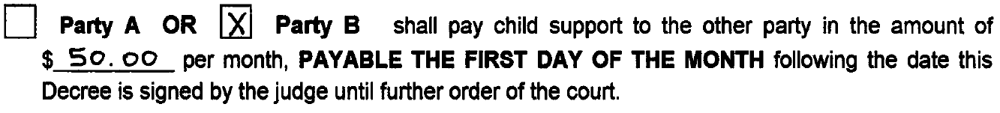 ☐ Party A OR ☒ Party B shall pay child support to the other party in the amount of
$ 50.00 per month, PAYABLE THE FIRST DAY OF THE MONTH following the date this
Decree is signed by the judge until further order of the court.